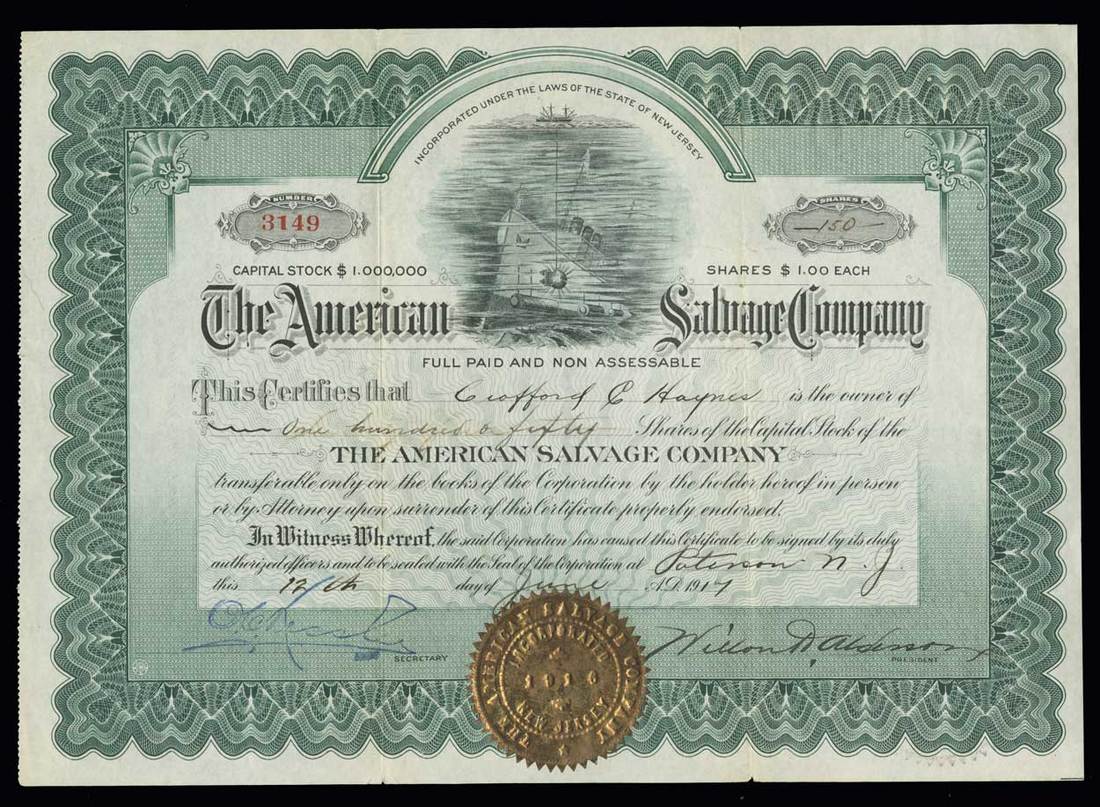 INCORPORATED UNDER THE LAWS OF THE STATE OF NEW JERSEY
NUMBER
3149
SHARES
150
CAPITAL STOCK $ 1.000,000
SHARES $ 1.00 EACH
The American Salvage Company
FULL PAID AND NON ASSESSABLE
This Certifies that Crofford C Haynes is the owner of
One hundred & fifty Shares of the Capital Stock of the
THE AMERICAN SALVAGE COMPANY
transferable only on the books of the Corporation by the holder hereof in person
or by Attorney upon surrender of this Certificate properly endorsed.
In Witness Whereof, the said Corporation has caused this Certificate to be signed by its duly
authorized officers and to be sealed with the Seal of the Corporation at Paterson N. J.
this 12th day of June A.D. 1917
SECRETARY
PRESIDENT
THE AMERICAN SALVAGE COMPANY
INCORPORATED
1916
NEW JERSEY